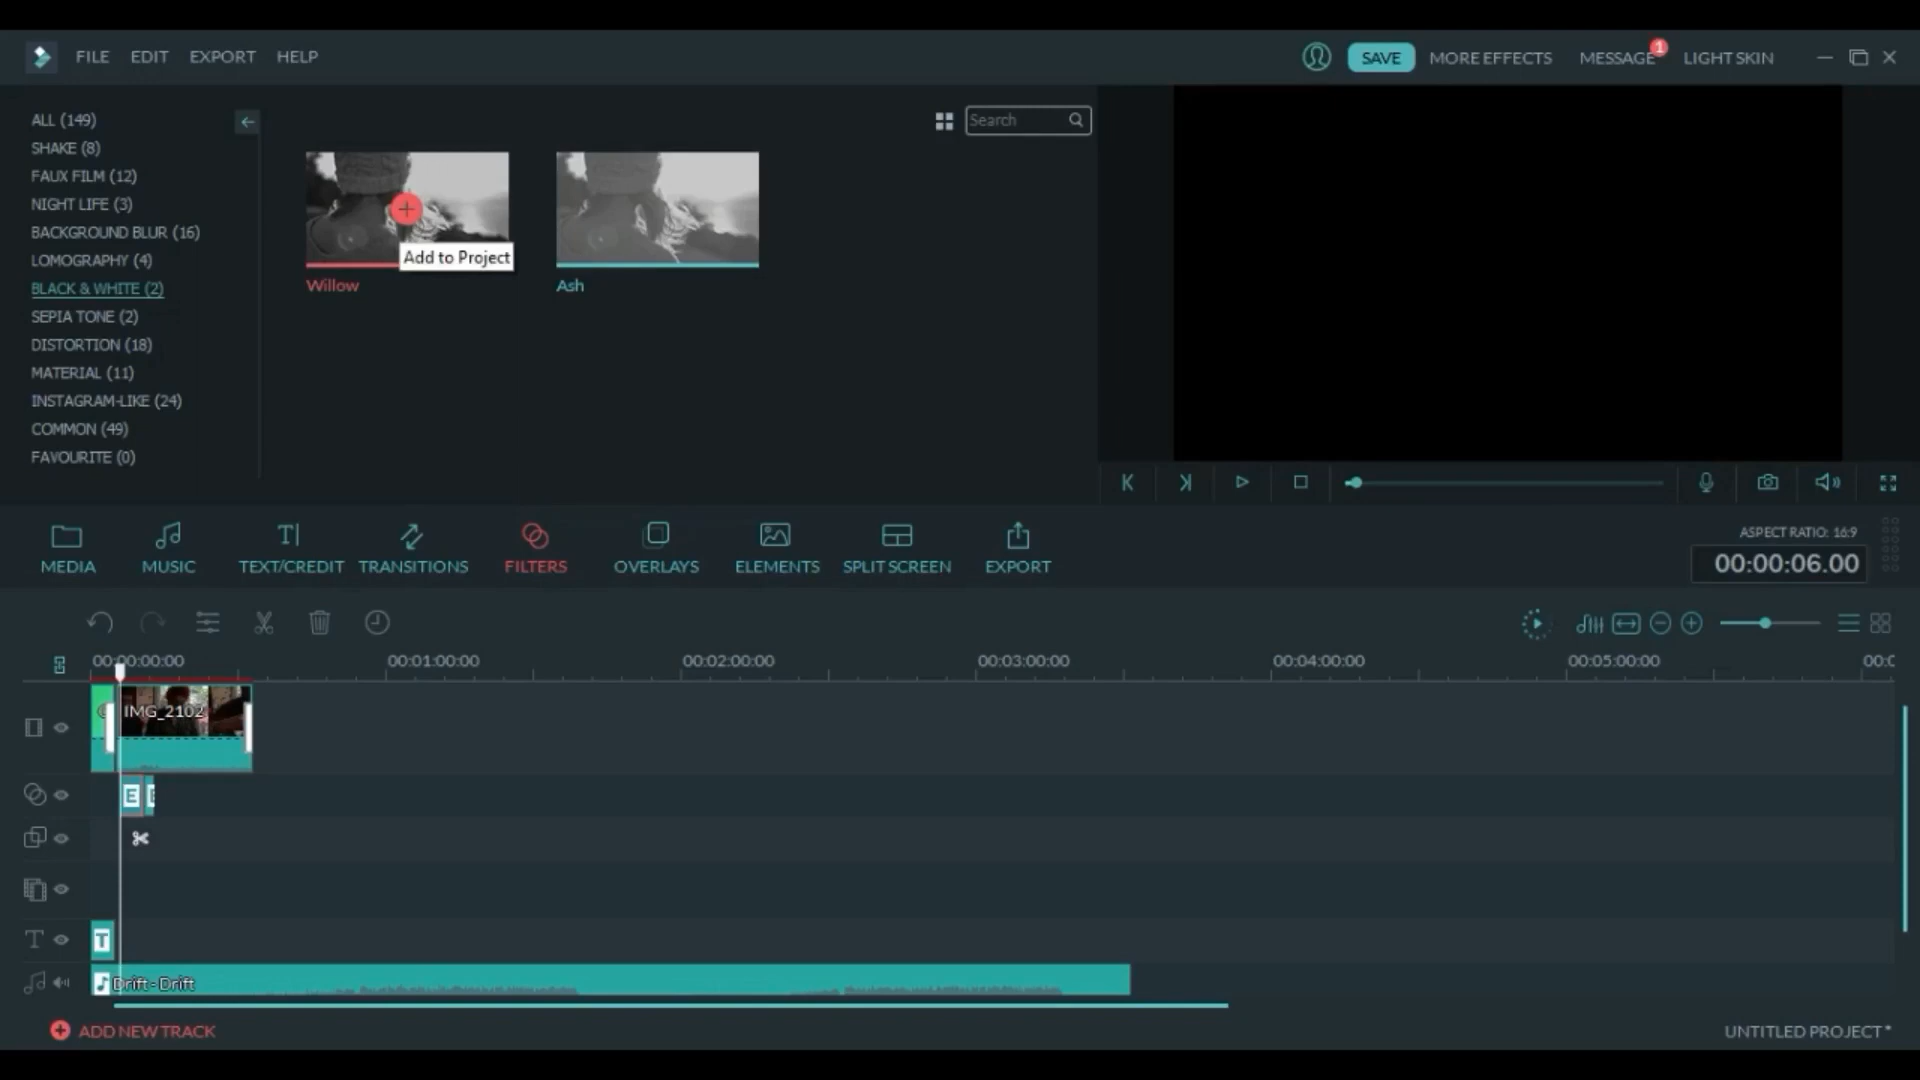 FILE EDIT EXPORT HELP
SAVE MORE EFFECTS MESSAGE 1 LIGHT SKIN
ALL (149)
SHAKE (8)
FAUX FILM (12)
NIGHT LIFE (3)
BACKGROUND BLUR (16)
LOMOGRAPHY (4)
BLACK & WHITE (2)
SEPIA TONE (2)
DISTORTION (18)
MATERIAL (11)
INSTAGRAM-LIKE (24)
COMMON (49)
FAVOURITE (0)
Search
Add to Project
Willow
Ash
MEDIA MUSIC TEXT/CREDIT TRANSITIONS FILTERS OVERLAYS ELEMENTS SPLIT SCREEN EXPORT
ASPECT RATIO: 16:9
00:00:06.00
00:00:00:00 00:01:00:00 00:02:00:00 00:03:00:00 00:04:00:00 00:05:00:00
IMG_2102
E
T
Drift - Drift
ADD NEW TRACK
UNTITLED PROJECT *